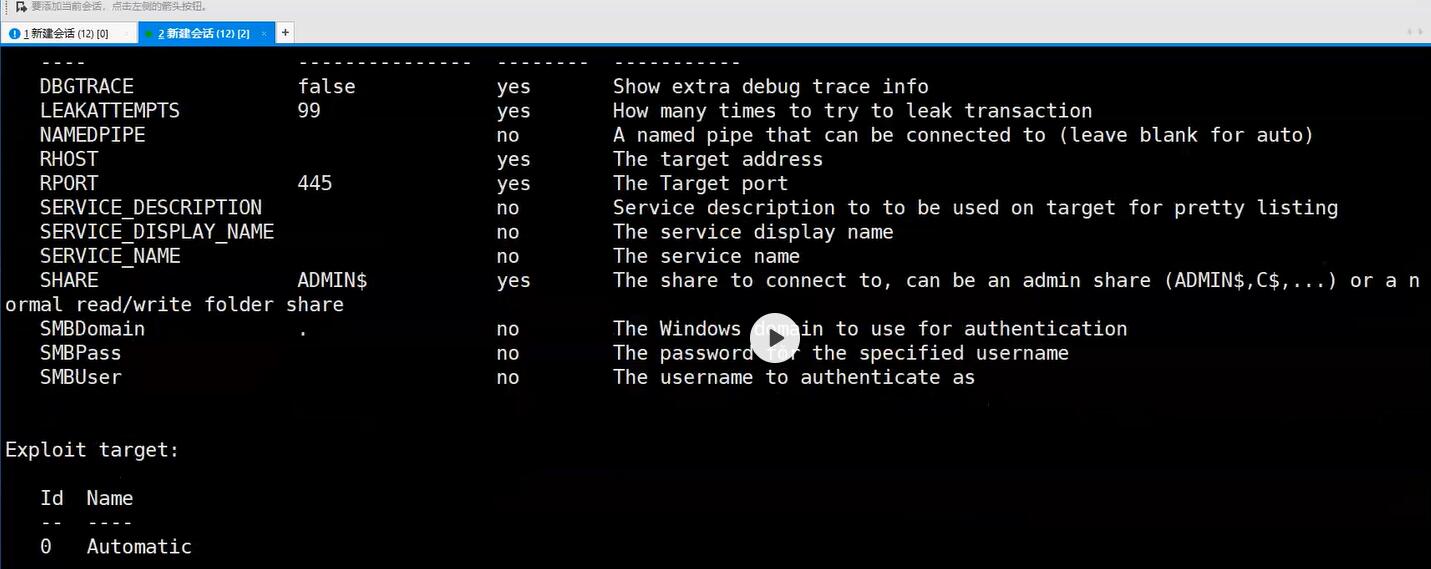 要添加当前会话，点击左侧的箭头按钮。
1 新建会话 (12) [0]
2 新建会话 (12) [2]
+
---- --------------- -------- -----------
DBGTRACE false yes Show extra debug trace info
LEAKATTEMPTS 99 yes How many times to try to leak transaction
NAMEDPIPE no A named pipe that can be connected to (leave blank for auto)
RHOST yes The target address
RPORT 445 yes The Target port
SERVICE_DESCRIPTION no Service description to to be used on target for pretty listing
SERVICE_DISPLAY_NAME no The service display name
SERVICE_NAME no The service name
SHARE ADMIN$ yes The share to connect to, can be an admin share (ADMIN$,C$,...) or a n
ormal read/write folder share
SMBDomain . no The Windows domain to use for authentication
SMBPass no The password for the specified username
SMBUser no The username to authenticate as
Exploit target:
Id Name
-- ----
0 Automatic